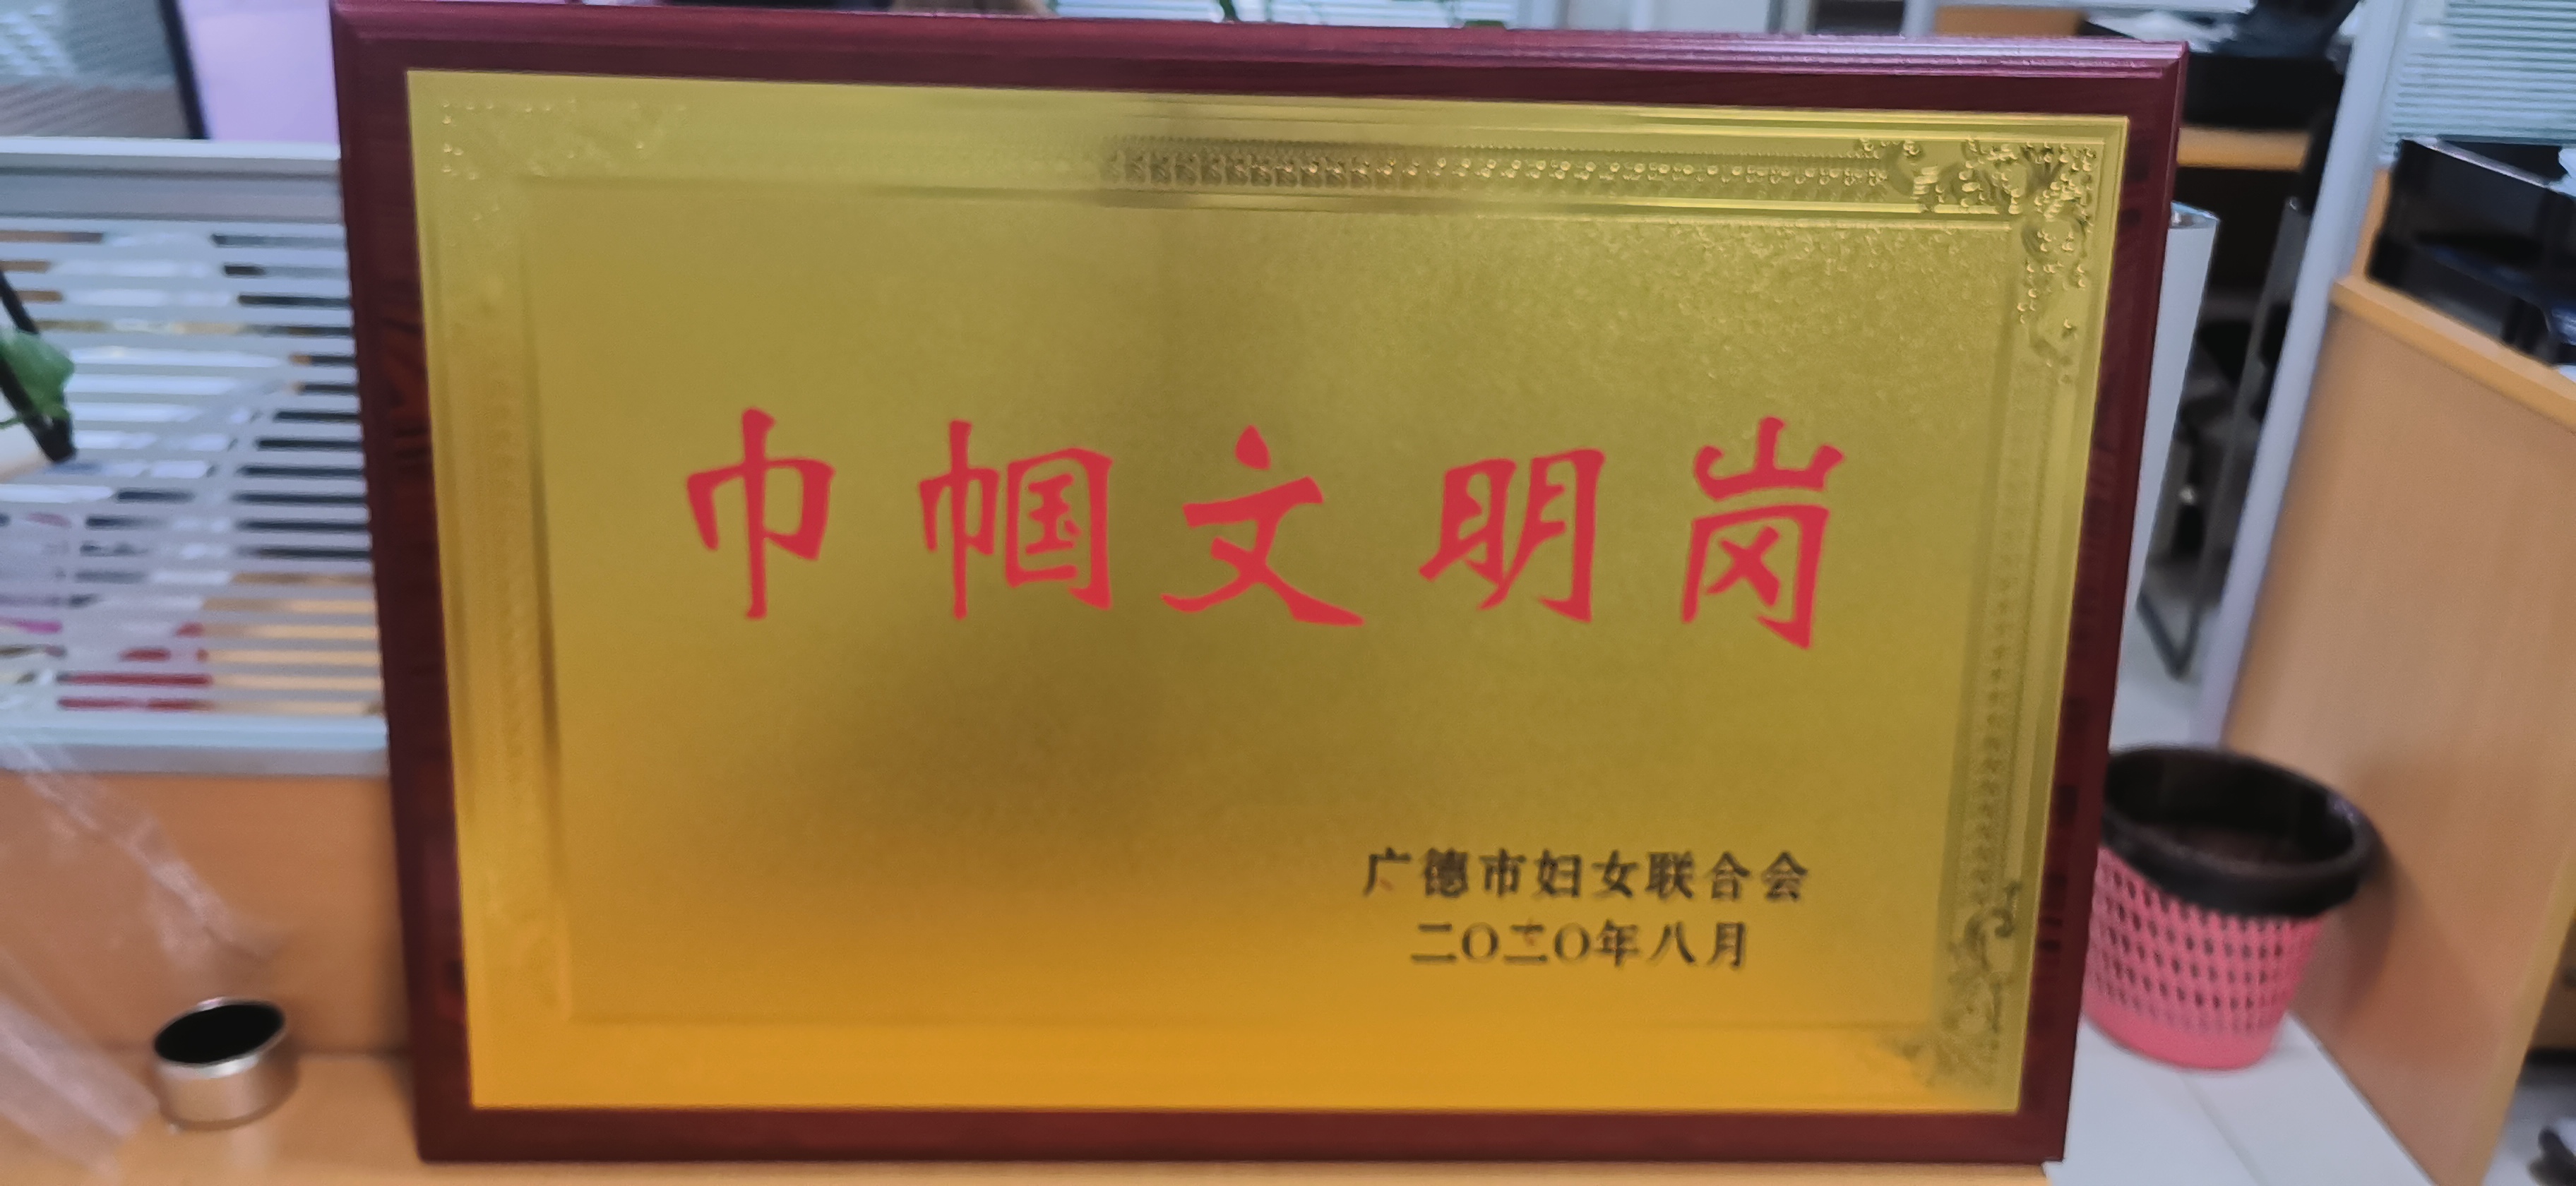 巾帼文明岗
广德市妇女联合会
二〇二〇年八月